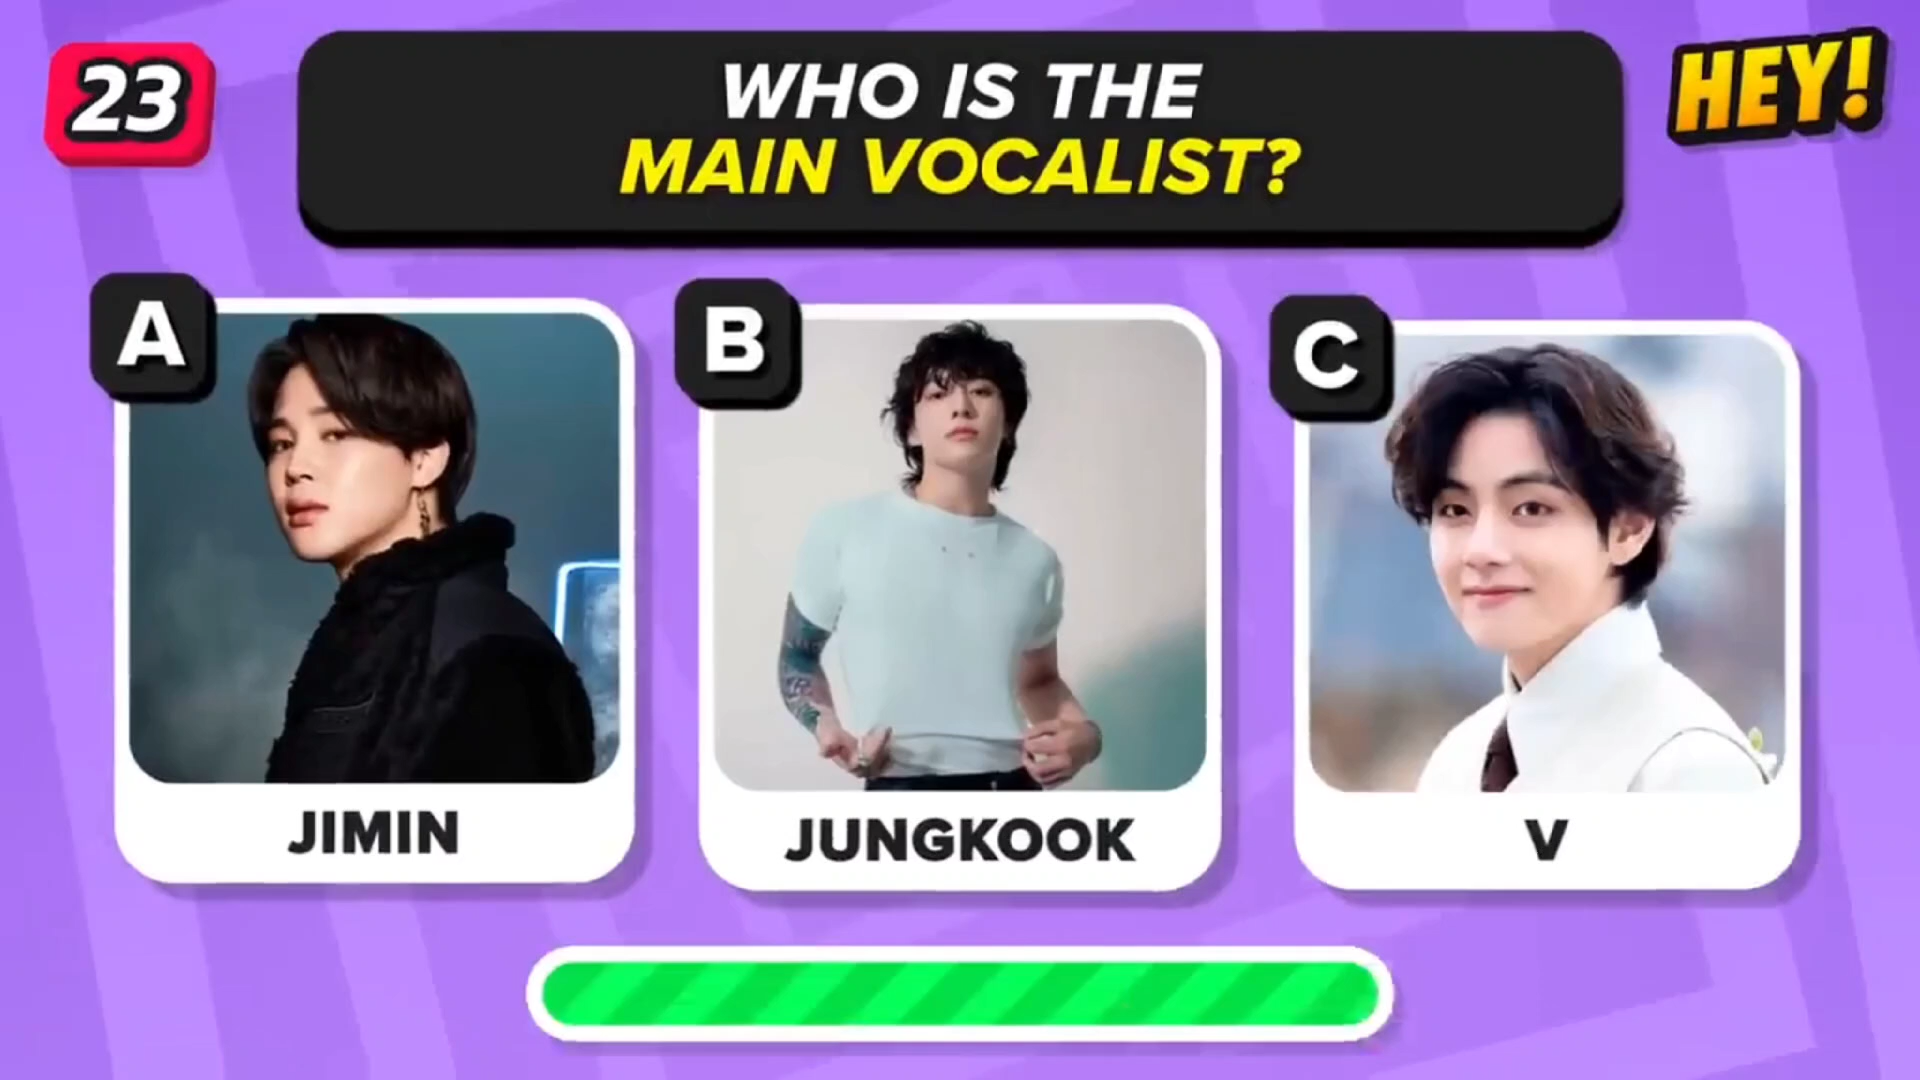 23
WHO IS THE
MAIN VOCALIST?
HEY!
A
B
C
JIMIN
JUNGKOOK
V